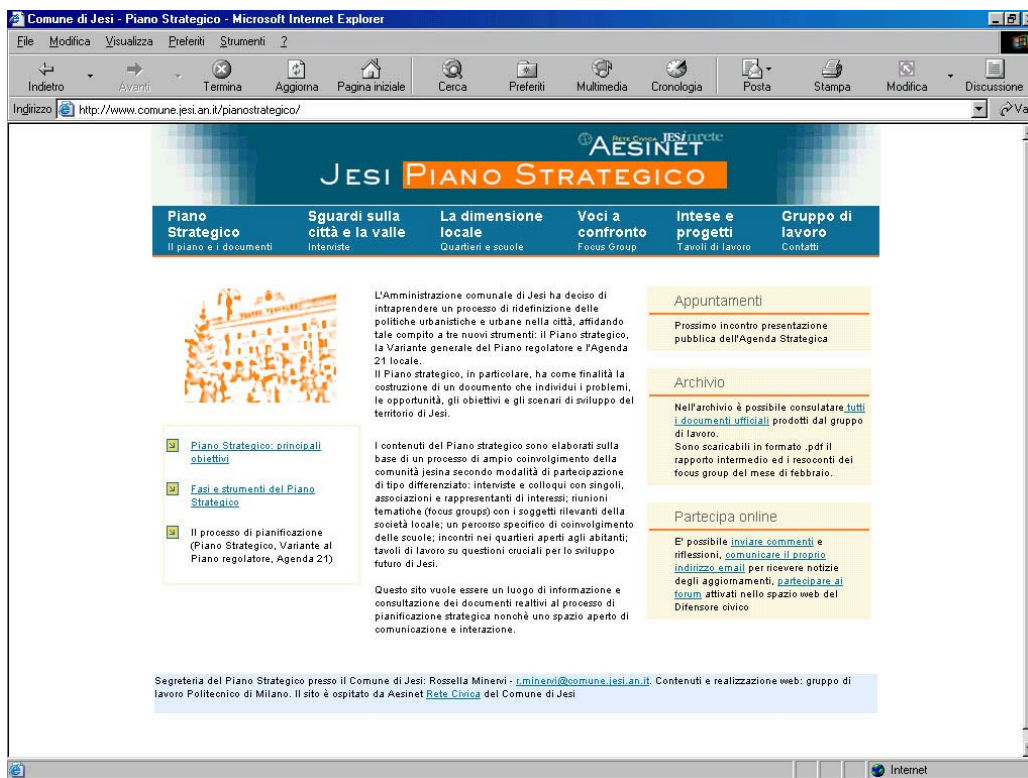 Comune di Jesi - Piano Strategico - Microsoft Internet Explorer
File Modifica Visualizza Preferiti Strumenti ?
Indietro Avanti Termina Aggiorna Pagina iniziale Cerca Preferiti Multimedia Cronologia Posta Stampa Modifica Discussione
Indirizzo http://www.comune.jesi.an.it/pianostrategico/ Va
RETE CIVICA JESInrete
©AESINET
JESI PIANO STRATEGICO
Piano Strategico
Il piano e i documenti
Sguardi sulla città e la valle
Interviste
La dimensione locale
Quartieri e scuole
Voci a confronto
Focus Group
Intese e progetti
Tavoli di lavoro
Gruppo di lavoro
Contatti
Piano Strategico: principali
obiettivi
Fasi e strumenti del Piano
Strategico
Il processo di pianificazione
(Piano Strategico, Variante al
Piano regolatore, Agenda 21)
L'Amministrazione comunale di Jesi ha deciso di
intraprendere un processo di ridefinizione delle
politiche urbanistiche e urbane nella città, affidando
tale compito a tre nuovi strumenti: il Piano strategico,
la Variante generale del Piano regolatore e l'Agenda
21 locale.
Il Piano strategico, in particolare, ha come finalità la
costruzione di un documento che individui i problemi,
le opportunità, gli obiettivi e gli scenari di sviluppo del
territorio di Jesi.
I contenuti del Piano strategico sono elaborati sulla
base di un processo di ampio coinvolgimento della
comunità jesina secondo modalità di partecipazione
di tipo differenziato: interviste e colloqui con singoli,
associazioni e rappresentanti di interessi; riunioni
tematiche (focus groups) con i soggetti rilevanti della
società locale; un percorso specifico di coinvolgimento
delle scuole; incontri nei quartieri aperti agli abitanti;
tavoli di lavoro su questioni cruciali per lo sviluppo
futuro di Jesi.
Questo sito vuole essere un luogo di informazione e
consultazione dei documenti realtivi al processo di
pianificazione strategica nonchè uno spazio aperto di
comunicazione e interazione.
Appuntamenti
Prossimo incontro presentazione
pubblica dell'Agenda Strategica
Archivio
Nell'archivio è possibile consulatare tutti
i documenti ufficiali prodotti dal gruppo
di lavoro.
Sono scaricabili in formato .pdf il
rapporto intermedio ed i resoconti dei
focus group del mese di febbraio.
Partecipa online
E' possibile inviare commenti e
riflessioni, comunicare il proprio
indirizzo email per ricevere notizie
degli aggiornamenti, partecipare ai
forum attivati nello spazio web del
Difensore civico
Segreteria del Piano Strategico presso il Comune di Jesi: Rossella Minervi - r.minervi@comune.jesi.an.it. Contenuti e realizzazione web: gruppo di
lavoro Politecnico di Milano. Il sito è ospitato da Aesinet Rete Civica del Comune di Jesi
Internet